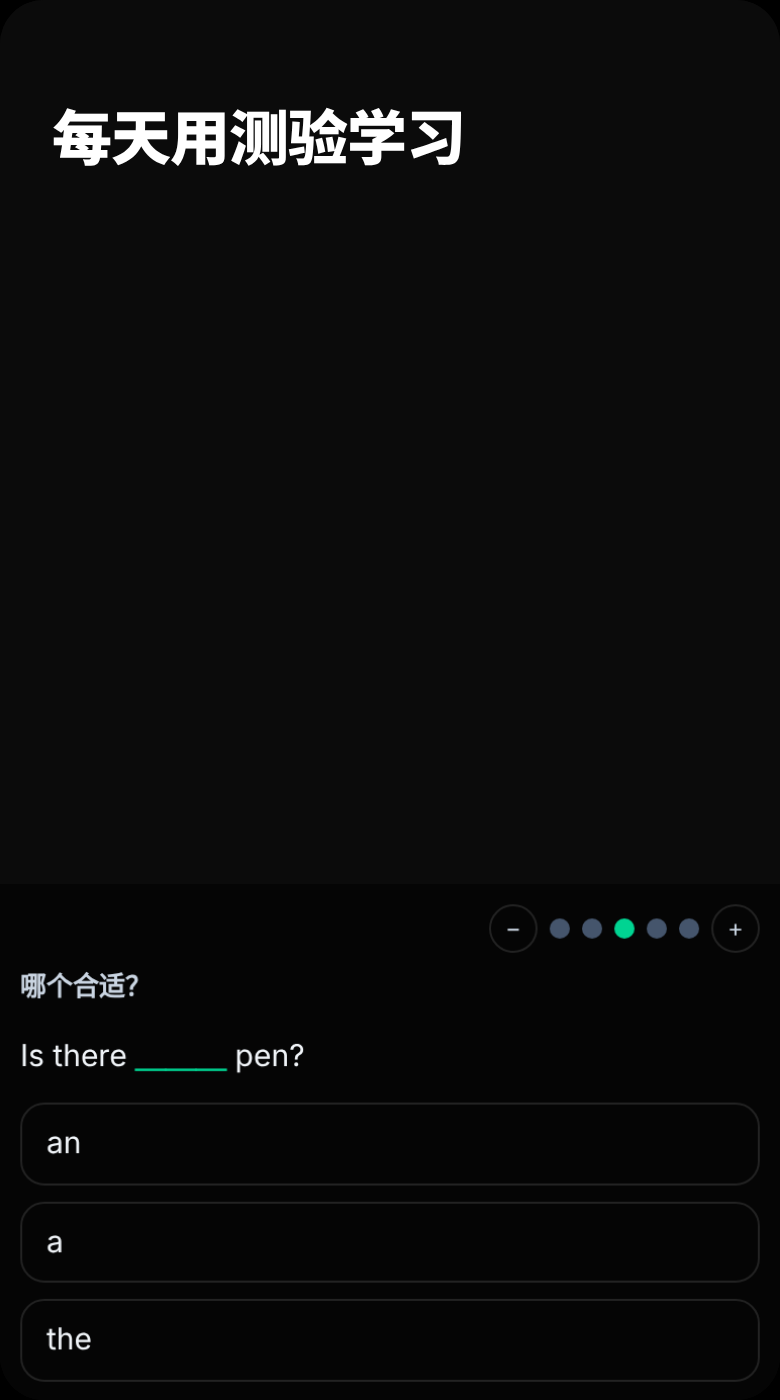 每天用测验学习
− +
哪个合适?
Is there ______ pen?
an
a
the